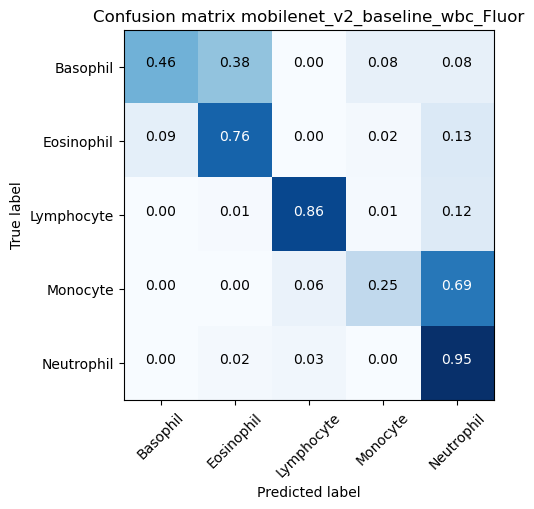 Confusion matrix mobilenet_v2_baseline_wbc_Fluor
True label
Basophil 0.46 0.38 0.00 0.08 0.08
Eosinophil 0.09 0.76 0.00 0.02 0.13
Lymphocyte 0.00 0.01 0.86 0.01 0.12
Monocyte 0.00 0.00 0.06 0.25 0.69
Neutrophil 0.00 0.02 0.03 0.00 0.95
Basophil Eosinophil Lymphocyte Monocyte Neutrophil
Predicted label